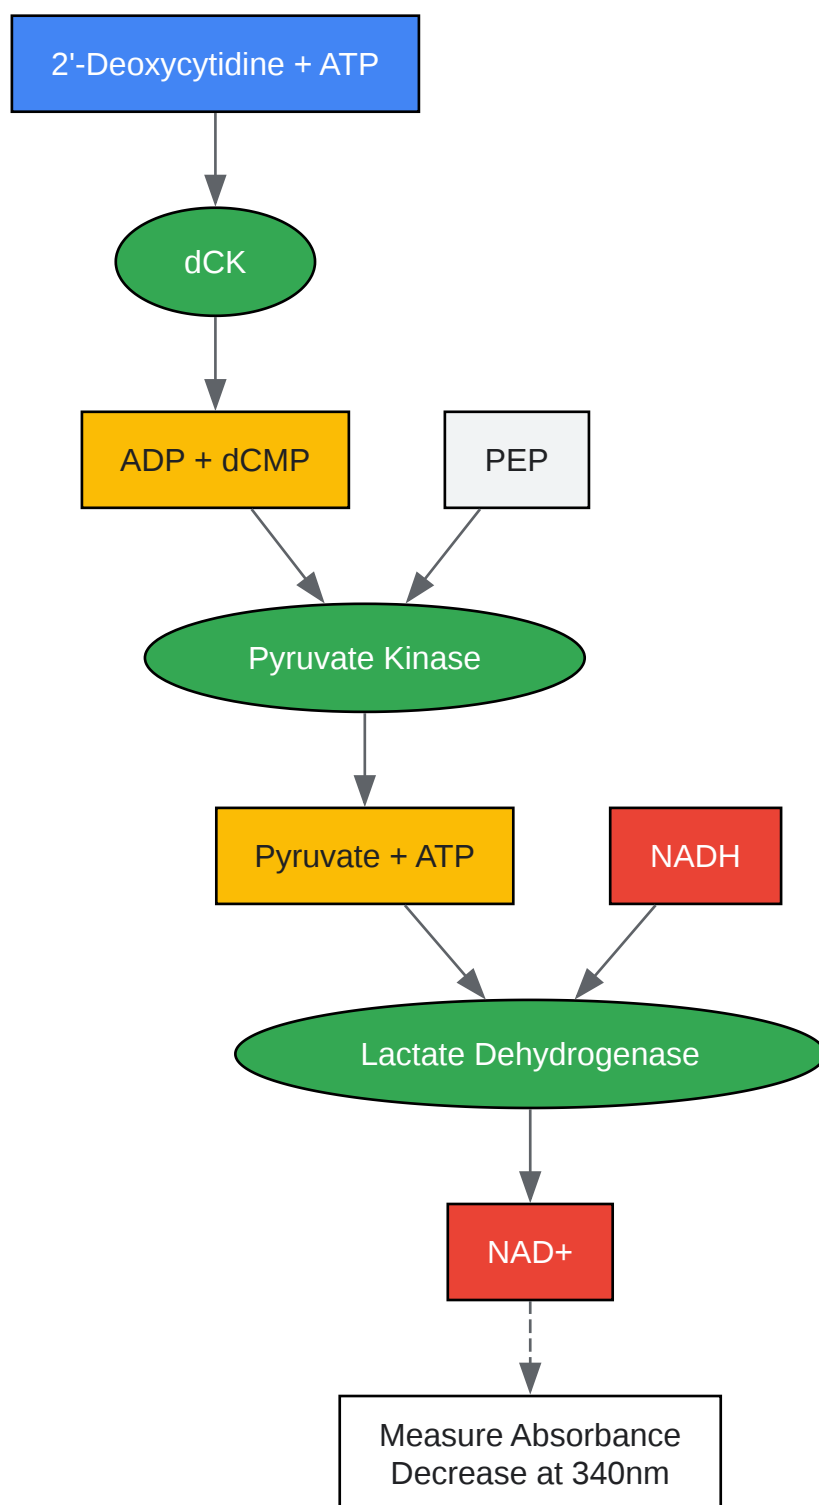 2'-Deoxycytidine + ATP
dCK
ADP + dCMP
PEP
Pyruvate Kinase
Pyruvate + ATP
NADH
Lactate Dehydrogenase
NAD+
Measure Absorbance
Decrease at 340nm